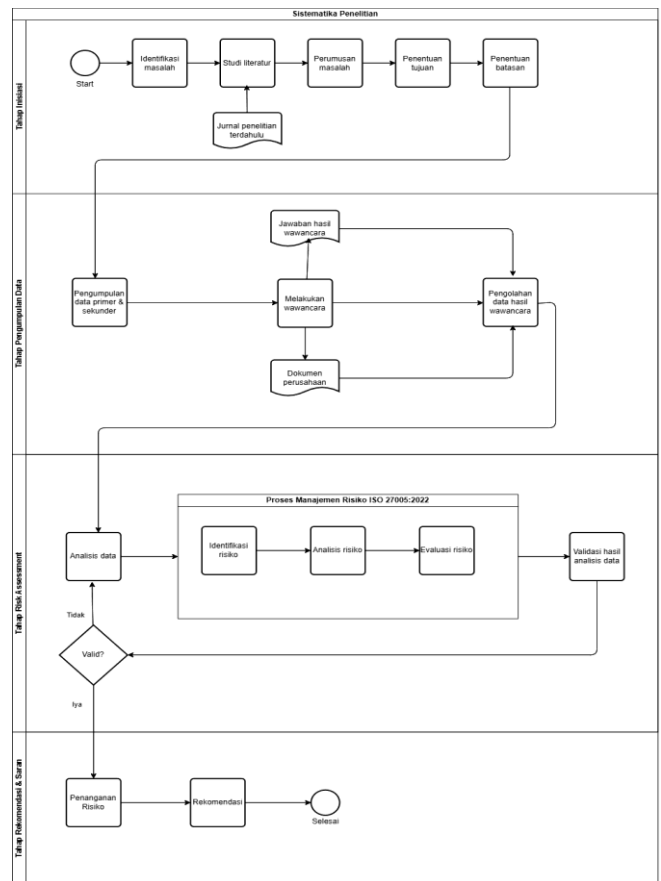 Sistematika Penelitian
Tahap Inisiasi
Start
Identifikasi
masalah
Studi literatur
Perumusan
masalah
Penentuan
tujuan
Penentuan
batasan
Jurnal penelitian
terdahulu
Tahap Pengumpulan Data
Pengumpulan
data primer &
sekunder
Jawaban hasil
wawancara
Melakukan
wawancara
Dokumen
perusahaan
Pengolahan
data hasil
wawancara
Tahap Risk Assessment
Analisis data
Proses Manajemen Risiko ISO 27005:2022
Identifikasi
risiko
Analisis risiko
Evaluasi risiko
Validasi hasil
analisis data
Tidak
Valid?
Iya
Tahap Rekomendasi & Saran
Penanganan
Risiko
Rekomendasi
Selesai